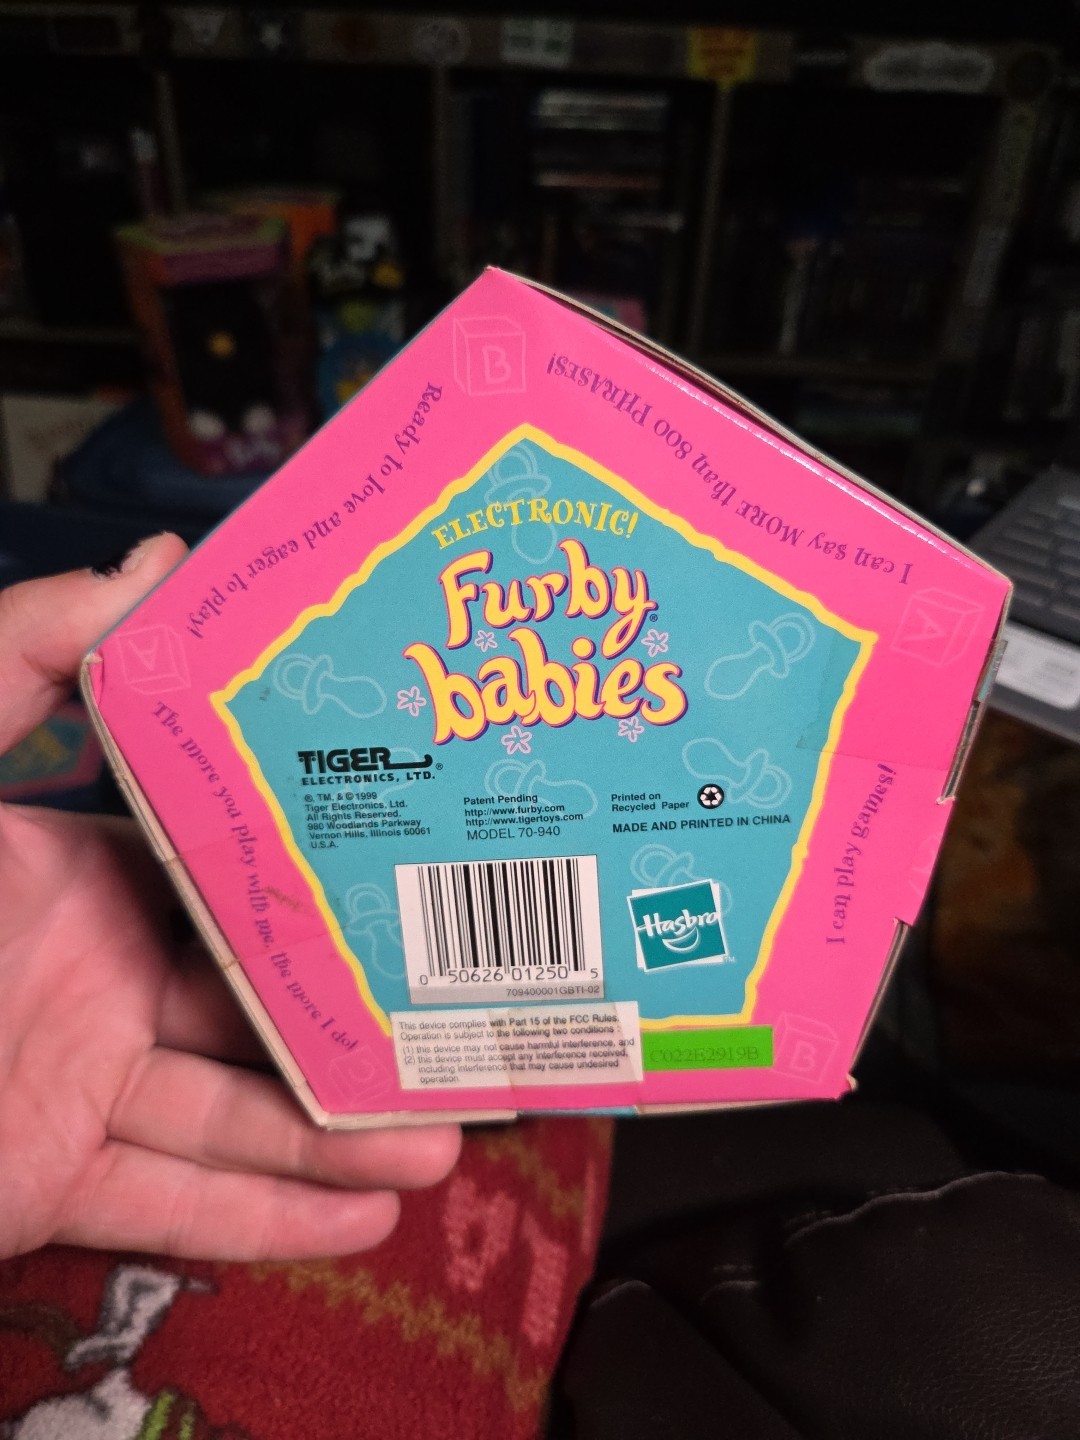 B
Ready to love and eager to play!
I can say MORE than 800 PHRASES!
A
A
ELECTRONIC!
Furby®
babies
The more you play with me, the more I do!
I can play games!
TIGER®
ELECTRONICS, LTD.
®, TM, & © 1999
Tiger Electronics, Ltd.
All Rights Reserved.
980 Woodlands Parkway
Vernon Hills, Illinois 60061
U.S.A.
Patent Pending
http://www.furby.com
http://www.tigertoys.com
MODEL 70-940
Printed on
Recycled Paper
MADE AND PRINTED IN CHINA
Hasbro
TM
0 50626 01250 5
709400001GBTI-02
This device complies with Part 15 of the FCC Rules.
Operation is subject to the following two conditions :
(1) this device may not cause harmful interference, and
(2) this device must accept any interference received,
including interference that may cause undesired
operation.
C022E2919B
B